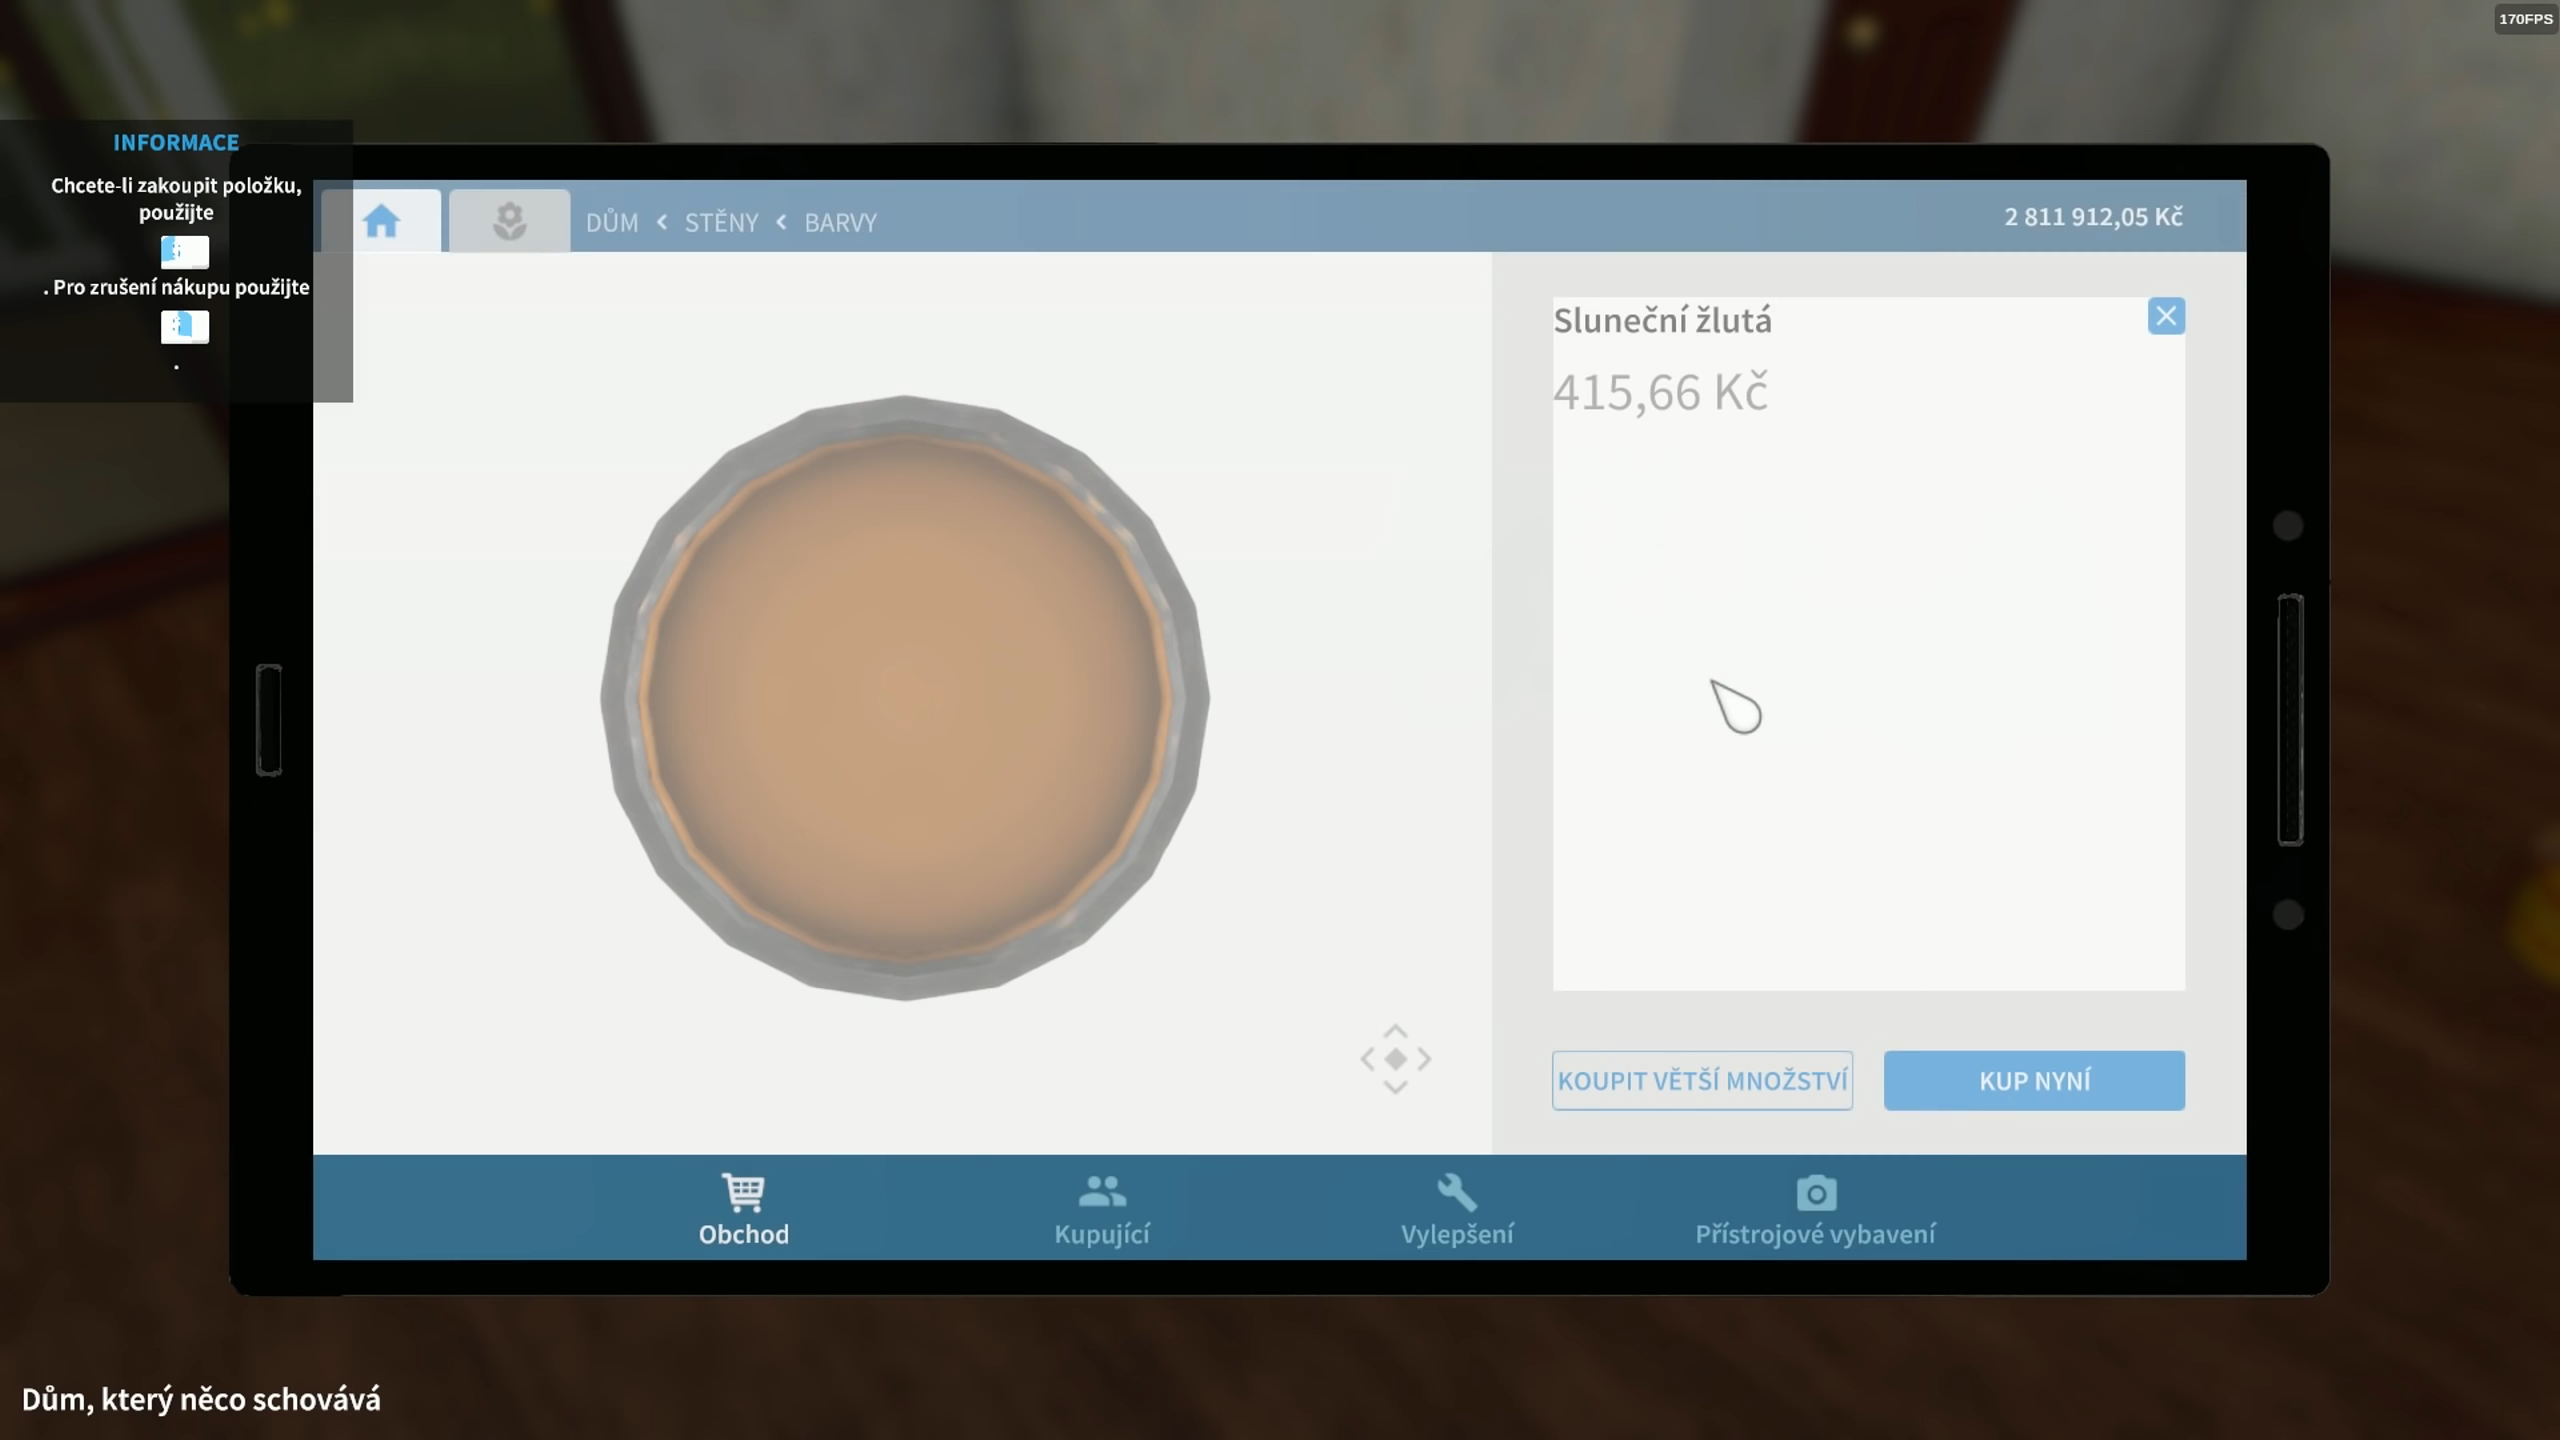 170FPS
INFORMACE
Chcete-li zakoupit položku,
použijte
. Pro zrušení nákupu použijte
.
DŮM < STĚNY < BARVY
2 811 912,05 Kč
Sluneční žlutá
415,66 Kč
KOUPIT VĚTŠÍ MNOŽSTVÍ
KUP NYNÍ
Obchod
Kupující
Vylepšení
Přístrojové vybavení
Dům, který něco schovává